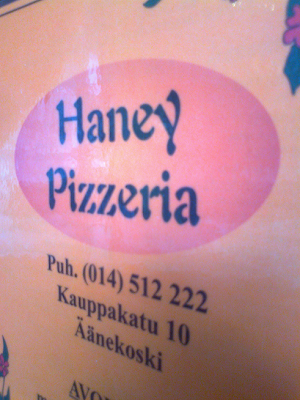 Haney
Pizzeria
Puh. (014) 512 222
Kauppakatu 10
Äänekoski